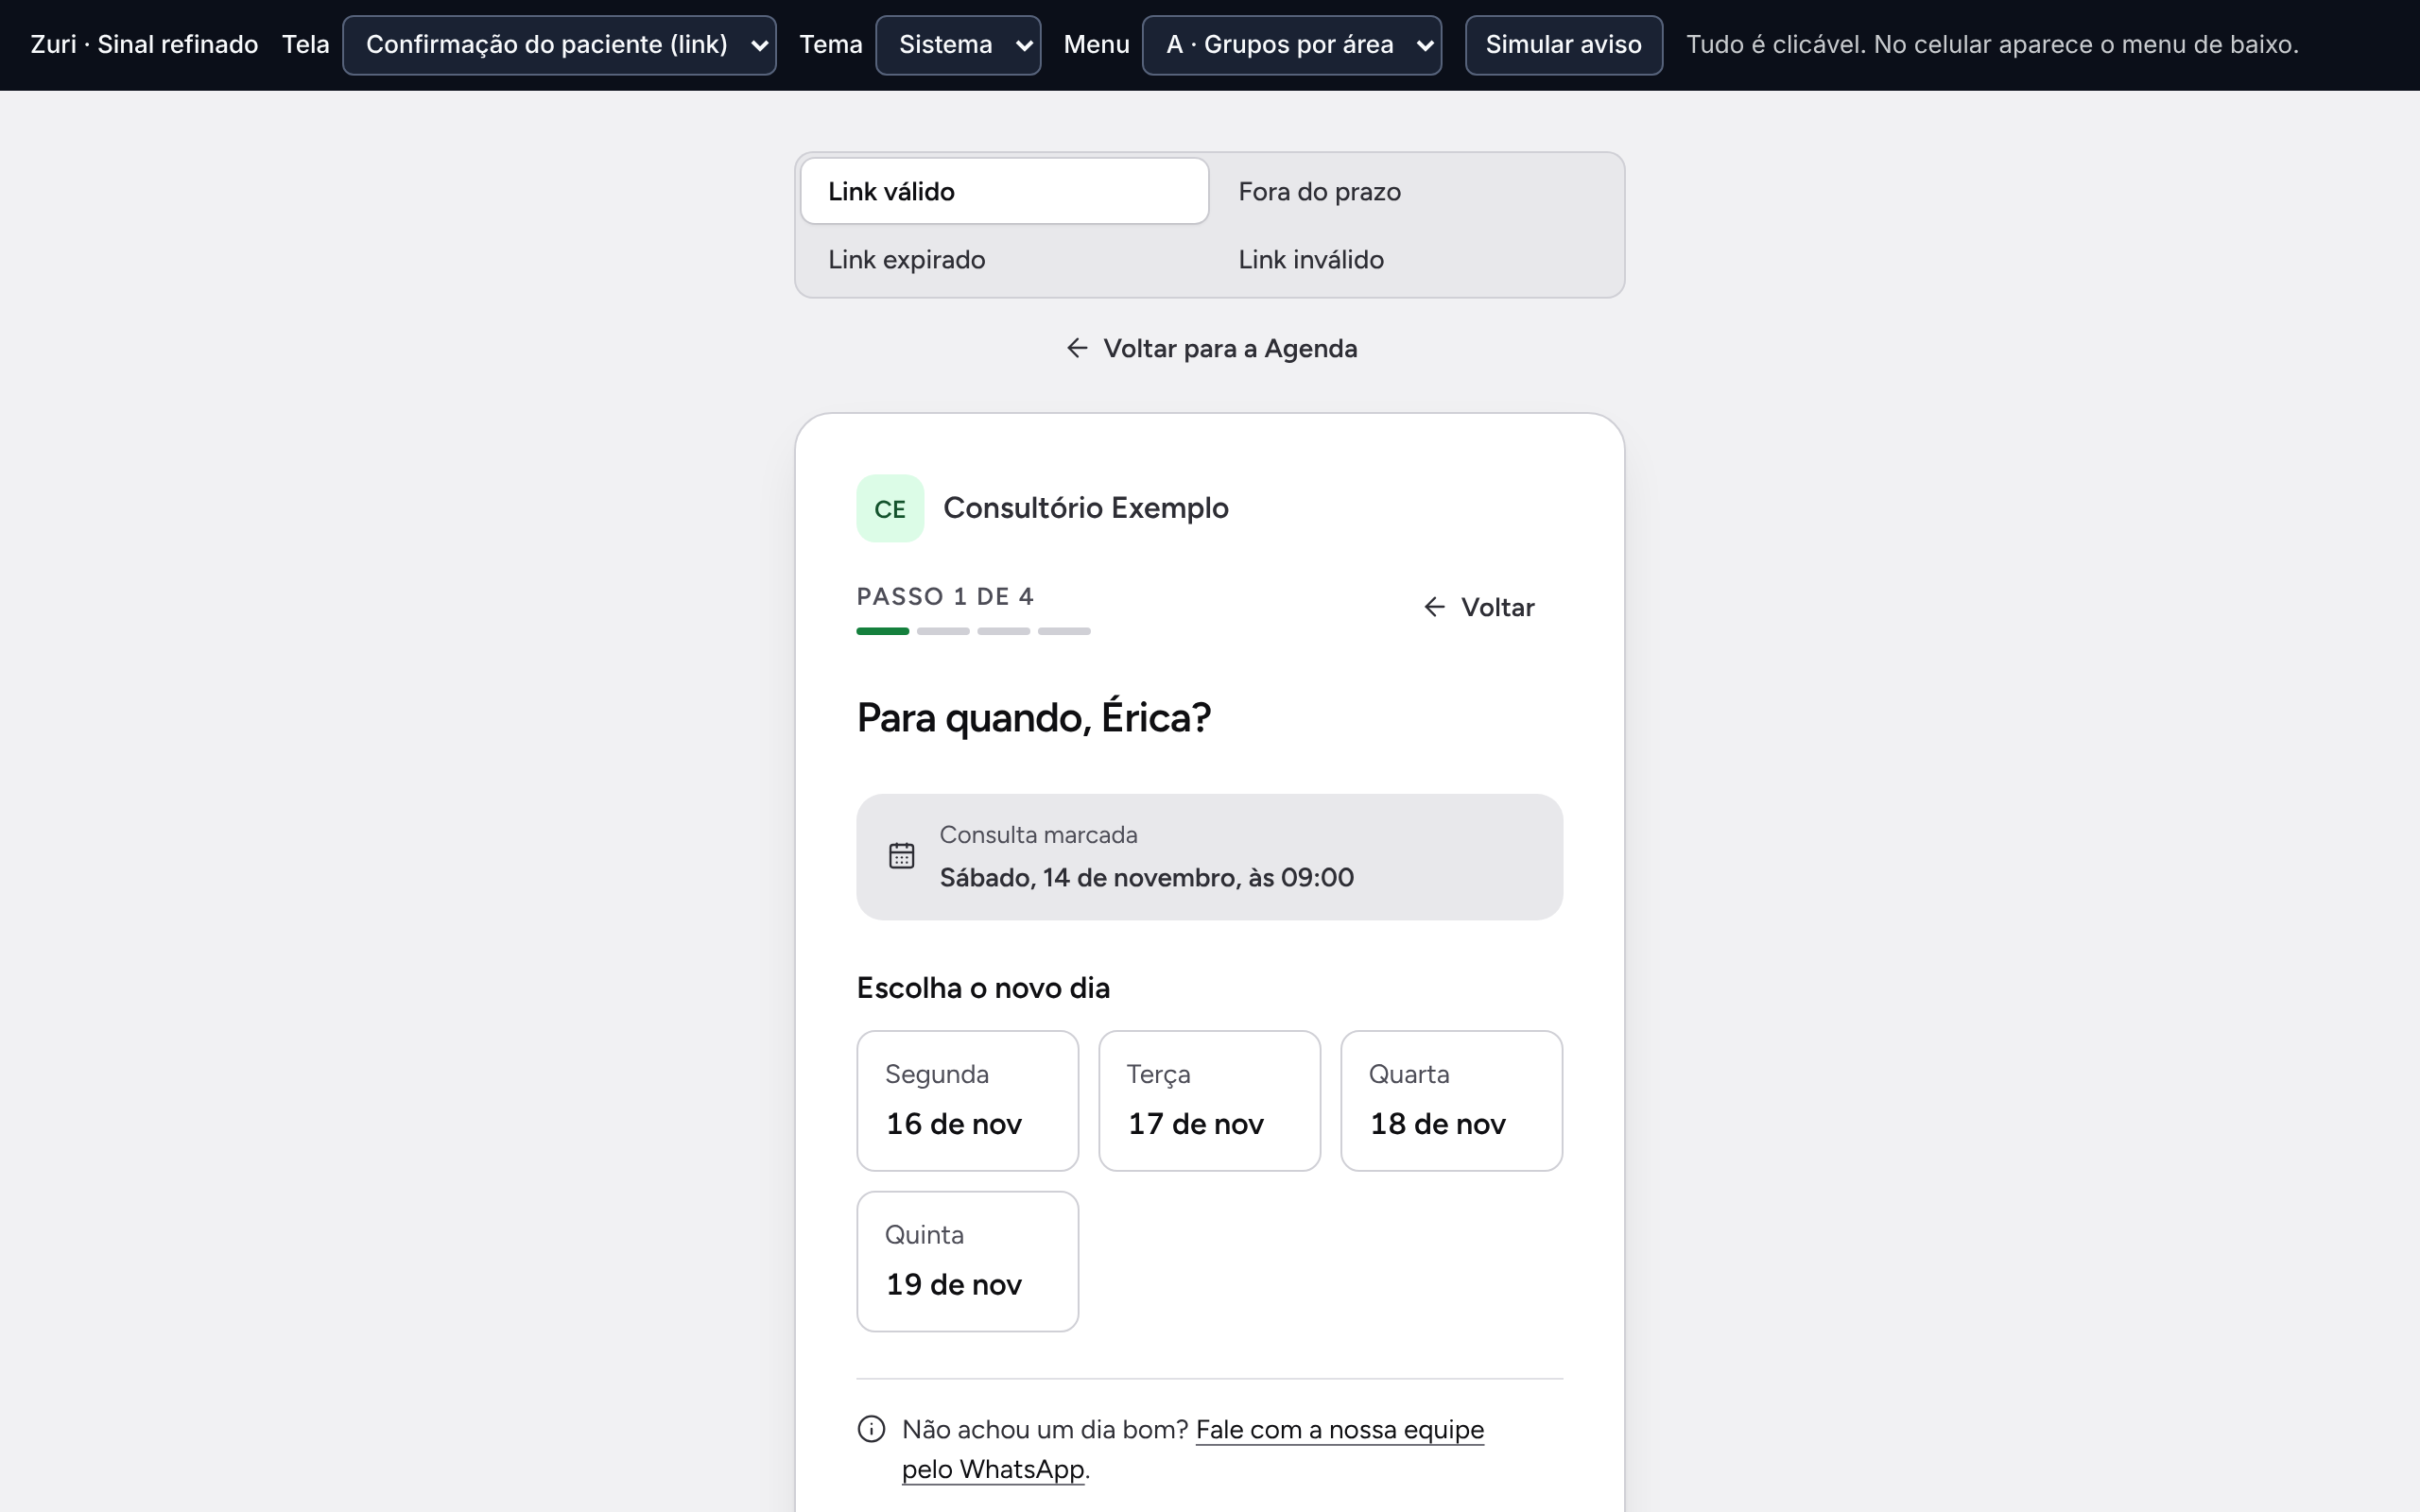 Zuri · Sinal refinado Tela Confirmação do paciente (link) Tema Sistema Menu A · Grupos por área Simular aviso Tudo é clicável. No celular aparece o menu de baixo.
Link válido Fora do prazo
Link expirado Link inválido
← Voltar para a Agenda
CE Consultório Exemplo
PASSO 1 DE 4
← Voltar
Para quando, Érica?
Consulta marcada
Sábado, 14 de novembro, às 09:00
Escolha o novo dia
Segunda Terça Quarta
16 de nov 17 de nov 18 de nov
Quinta
19 de nov
Não achou um dia bom? Fale com a nossa equipe
pelo WhatsApp.